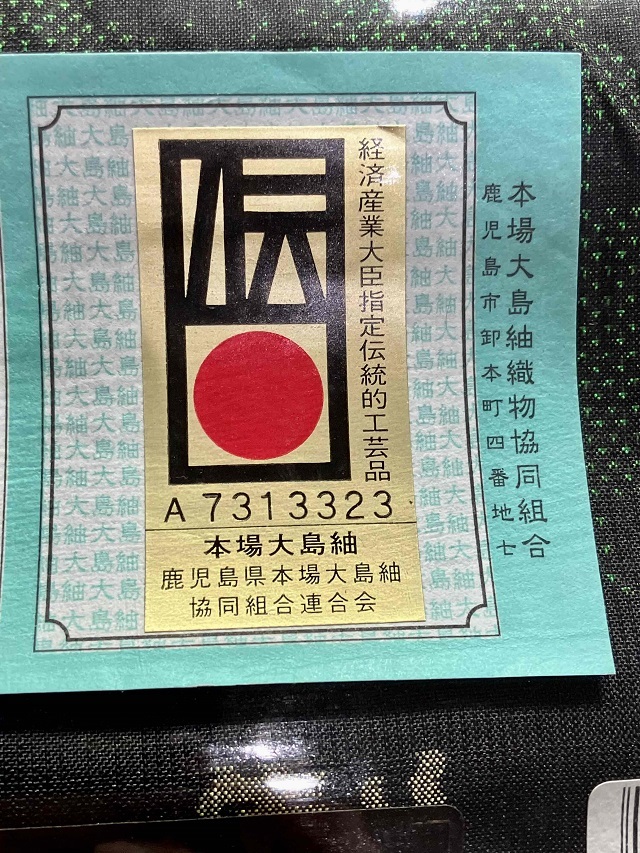 本場大島紬織物協同組合
鹿児島市卸本町四番地七
経済産業大臣指定伝統的工芸品
伝
A 7313323
本場大島紬
鹿児島県本場大島紬
協同組合連合会